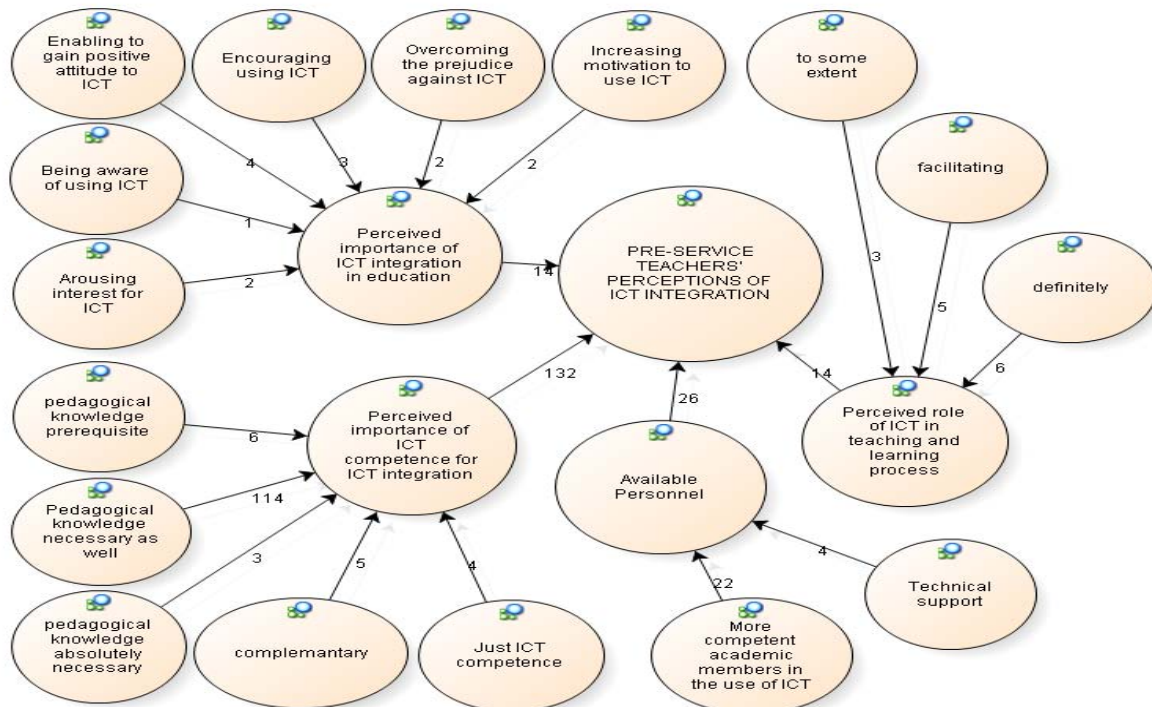 Enabling to
gain positive
attitude to
ICT
Encouraging
using ICT
Overcoming
the prejudice
against ICT
Increasing
motivation to
use ICT
to some
extent
facilitating
definitely
Being aware
of using ICT
Arousing
interest for
ICT
4
3
2
2
1
2
Perceived
importance of
ICT integration
in education
14
PRE-SERVICE
TEACHERS'
PERCEPTIONS OF
ICT INTEGRATION
3
5
6
14
Perceived role
of ICT in
teaching and
learning
process
pedagogical
knowledge
prerequisite
Pedagogical
knowledge
necessary as
well
pedagogical
knowledge
absolutely
necessary
complemantary
Just ICT
competence
6
114
3
5
4
Perceived
importance of
ICT
competence for
ICT integration
132
26
Available
Personnel
22
4
More
competent
academic
members in
the use of ICT
Technical
support